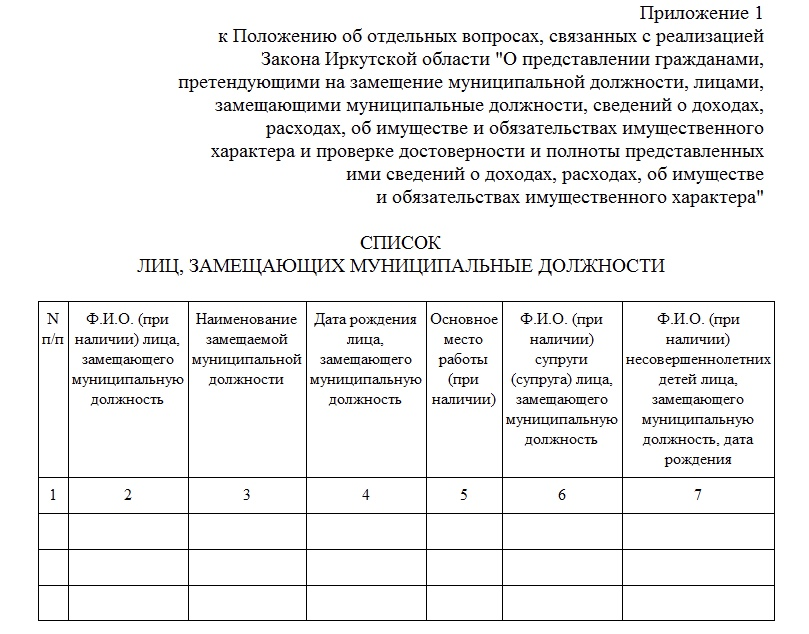 Приложение 1
к Положению об отдельных вопросах, связанных с реализацией
Закона Иркутской области "О представлении гражданами,
претендующими на замещение муниципальной должности, лицами,
замещающими муниципальные должности, сведений о доходах,
расходах, об имуществе и обязательствах имущественного
характера и проверке достоверности и полноты представленных
ими сведений о доходах, расходах, об имуществе
и обязательствах имущественного характера"
СПИСОК
ЛИЦ, ЗАМЕЩАЮЩИХ МУНИЦИПАЛЬНЫЕ ДОЛЖНОСТИ
N
п/п
Ф.И.О. (при
наличии) лица,
замещающего
муниципальную
должность
Наименование
замещаемой
муниципальной
должности
Дата рождения
лица,
замещающего
муниципальную
должность
Основное
место
работы
(при
наличии)
Ф.И.О. (при
наличии)
супруги
(супруга) лица,
замещающего
муниципальную
должность
Ф.И.О. (при
наличии)
несовершеннолетних
детей лица,
замещающего
муниципальную
должность, дата
рождения
1 2 3 4 5 6 7